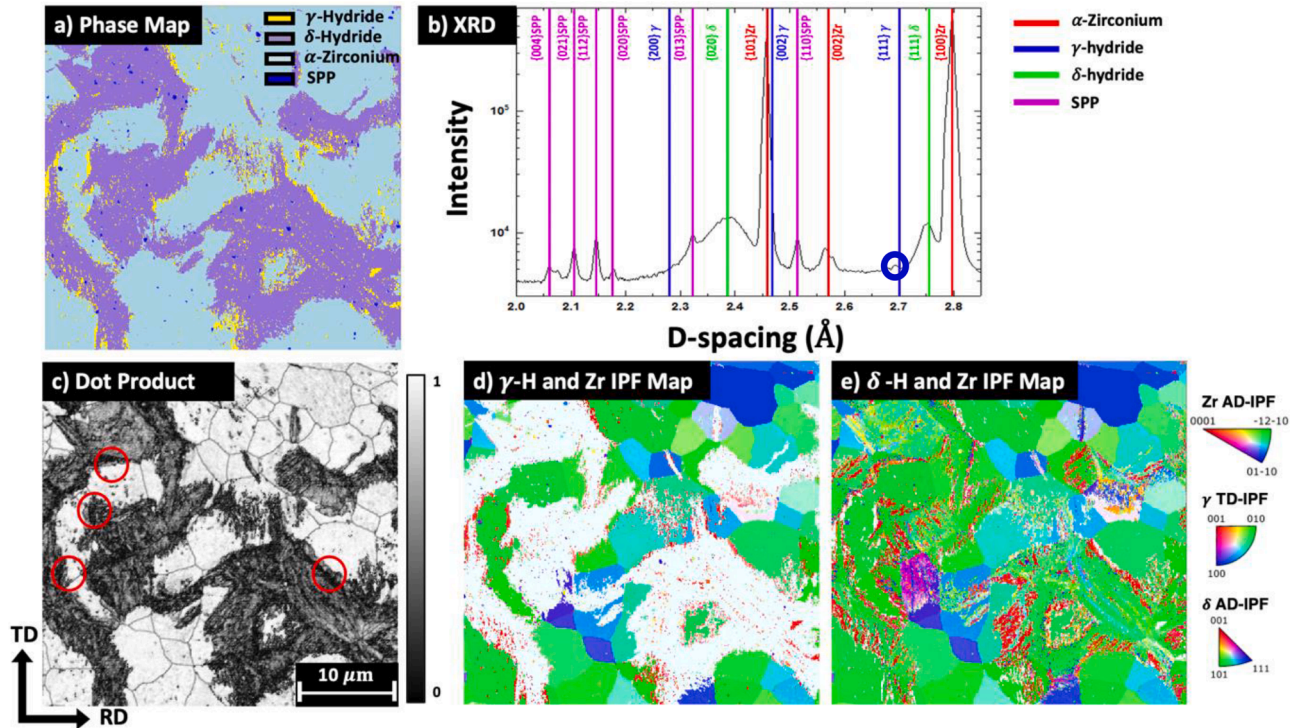 a) Phase Map
γ-Hydride
δ-Hydride
α-Zirconium
SPP
b) XRD
{004}SPP
{021}SPP
{112}SPP
{020}SPP
{200} γ
{013}SPP
{020} δ
{101}Zr
{002} γ
{110}SPP
{002}Zr
{111} γ
{111} δ
{100}Zr
α-Zirconium
γ-hydride
δ-hydride
SPP
Intensity
10⁵
10⁴
2.0 2.1 2.2 2.3 2.4 2.5 2.6 2.7 2.8
D-spacing (Å)
c) Dot Product
1
0
TD
RD
10 μm
d) γ-H and Zr IPF Map
e) δ -H and Zr IPF Map
Zr AD-IPF
0001 -12-10
01-10
γ TD-IPF
001 010
100
δ AD-IPF
001
101 111